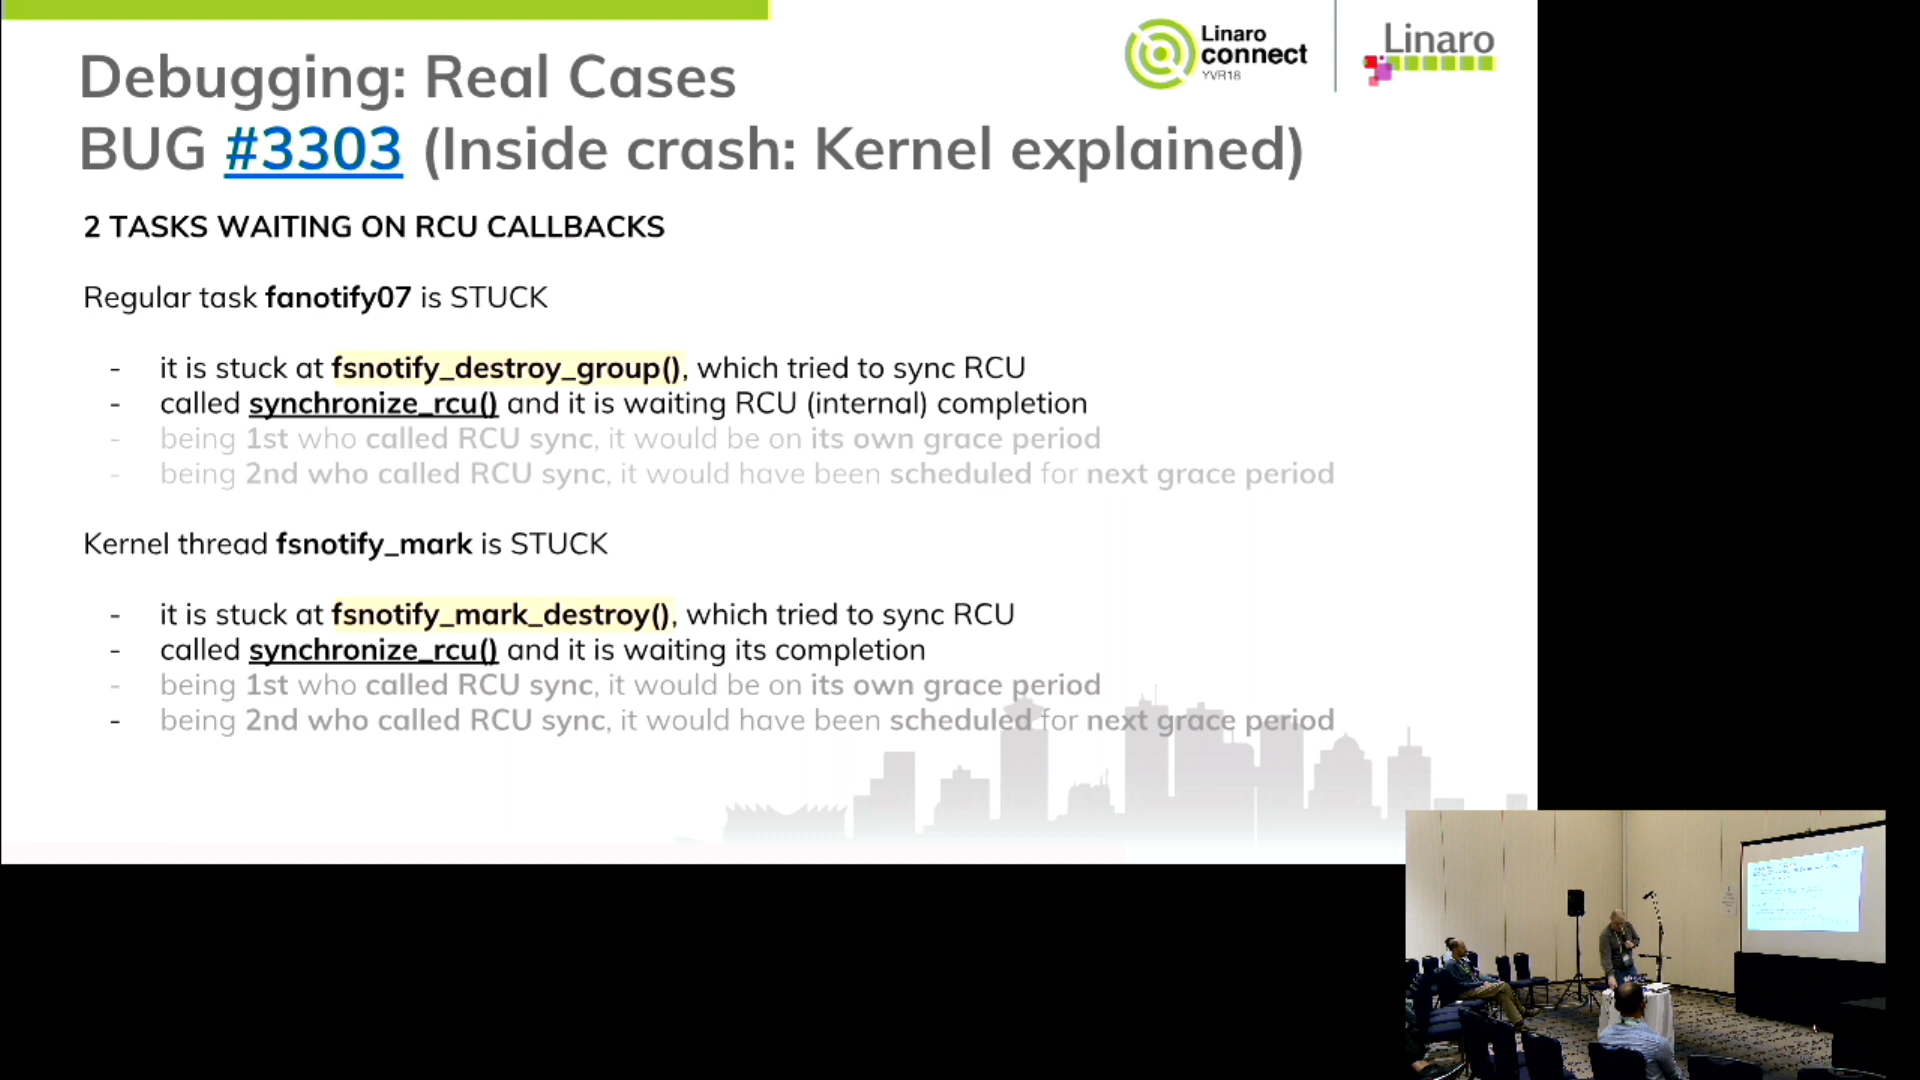 Linaro
connect
YVR18
Linaro
Debugging: Real Cases
BUG #3303 (Inside crash: Kernel explained)
2 TASKS WAITING ON RCU CALLBACKS
Regular task fanotify07 is STUCK
- it is stuck at fsnotify_destroy_group(), which tried to sync RCU
- called synchronize_rcu() and it is waiting RCU (internal) completion
- being 1st who called RCU sync, it would be on its own grace period
- being 2nd who called RCU sync, it would have been scheduled for next grace period
Kernel thread fsnotify_mark is STUCK
- it is stuck at fsnotify_mark_destroy(), which tried to sync RCU
- called synchronize_rcu() and it is waiting its completion
- being 1st who called RCU sync, it would be on its own grace period
- being 2nd who called RCU sync, it would have been scheduled for next grace period